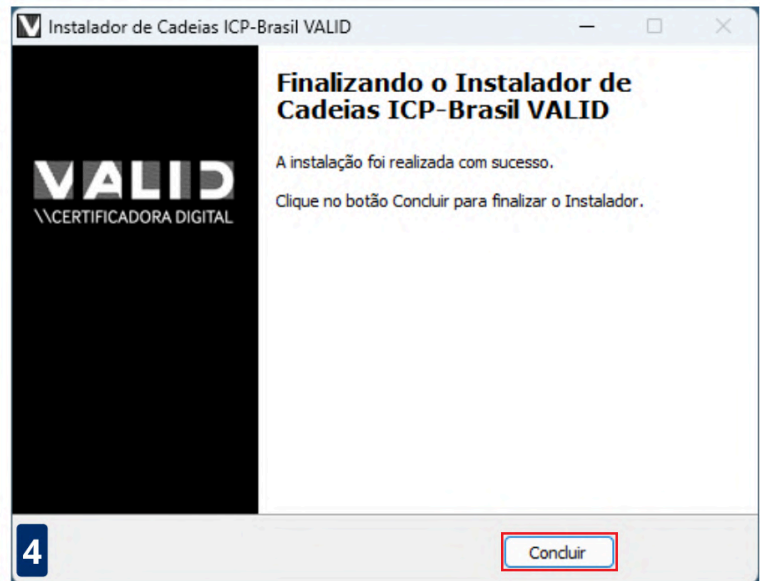 Instalador de Cadeias ICP-Brasil VALID
Finalizando o Instalador de
Cadeias ICP-Brasil VALID
A instalação foi realizada com sucesso.
Clique no botão Concluir para finalizar o Instalador.
VALID
\\CERTIFICADORA DIGITAL
4
Concluir